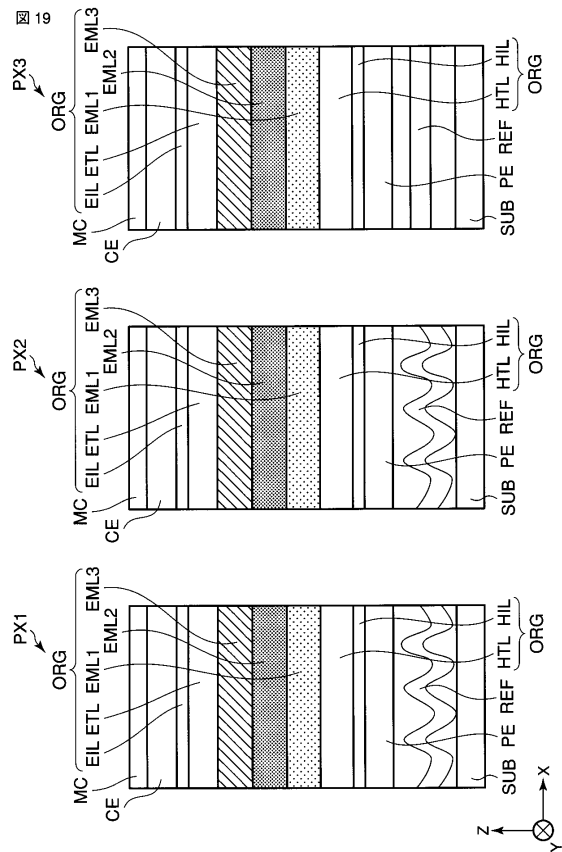 図 19
PX1
ORG
EIL ETL EML1 EML2 EML3
MC
CE
SUB PE REF HTL HIL
ORG
PX2
ORG
EIL ETL EML1 EML2 EML3
MC
CE
SUB PE REF HTL HIL
ORG
PX3
ORG
EIL ETL EML1 EML2 EML3
MC
CE
SUB PE REF HTL HIL
ORG
Z
Y
X